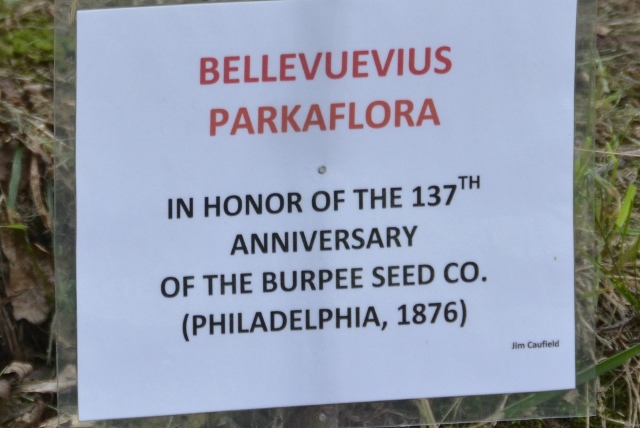 BELLEVUEVIUS
PARKAFLORA
IN HONOR OF THE 137TH
ANNIVERSARY
OF THE BURPEE SEED CO.
(PHILADELPHIA, 1876)
Jim Caufield